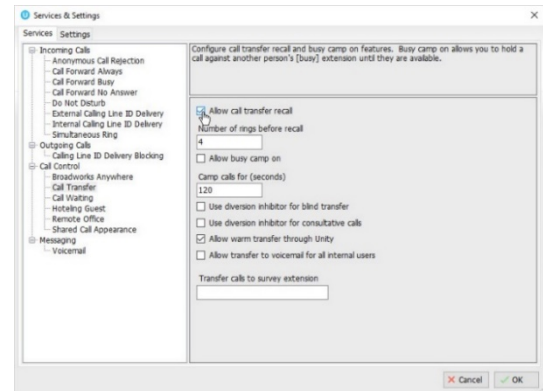 Services & Settings
Services Settings
Incoming Calls
Anonymous Call Rejection
Call Forward Always
Call Forward Busy
Call Forward No Answer
Do Not Disturb
External Calling Line ID Delivery
Internal Calling Line ID Delivery
Simultaneous Ring
Outgoing Calls
Calling Line ID Delivery Blocking
Call Control
Broadworks Anywhere
Call Transfer
Call Waiting
Hoteling Guest
Remote Office
Shared Call Appearance
Messaging
Voicemail
Configure call transfer recall and busy camp on features. Busy camp on allows you to hold a
call against another person's [busy] extension until they are available.
Allow call transfer recall
Number of rings before recall
4
Allow busy camp on
Camp calls for (seconds)
120
Use diversion inhibitor for blind transfer
Use diversion inhibitor for consultative calls
Allow warm transfer through Unity
Allow transfer to voicemail for all internal users
Transfer calls to survey extension
Cancel OK